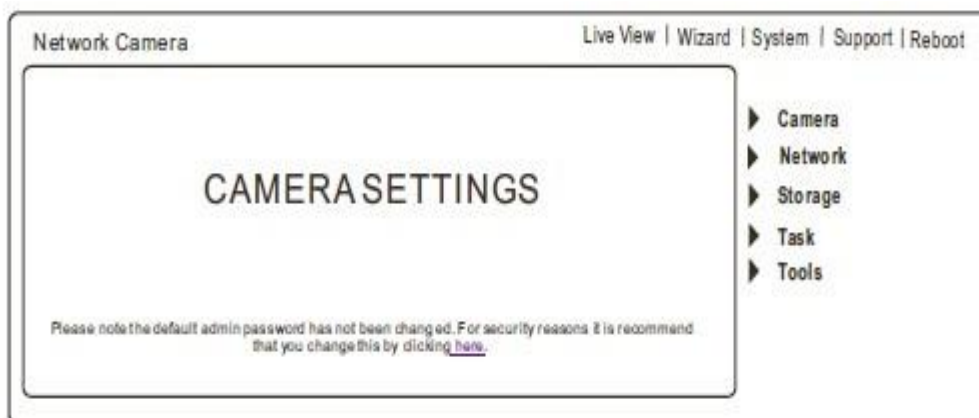 Network Camera
Live View | Wizard | System | Support | Reboot
CAMERA SETTINGS
Please note the default admin password has not been changed. For security reasons it is recommend
that you change this by clicking here.
Camera
Network
Storage
Task
Tools